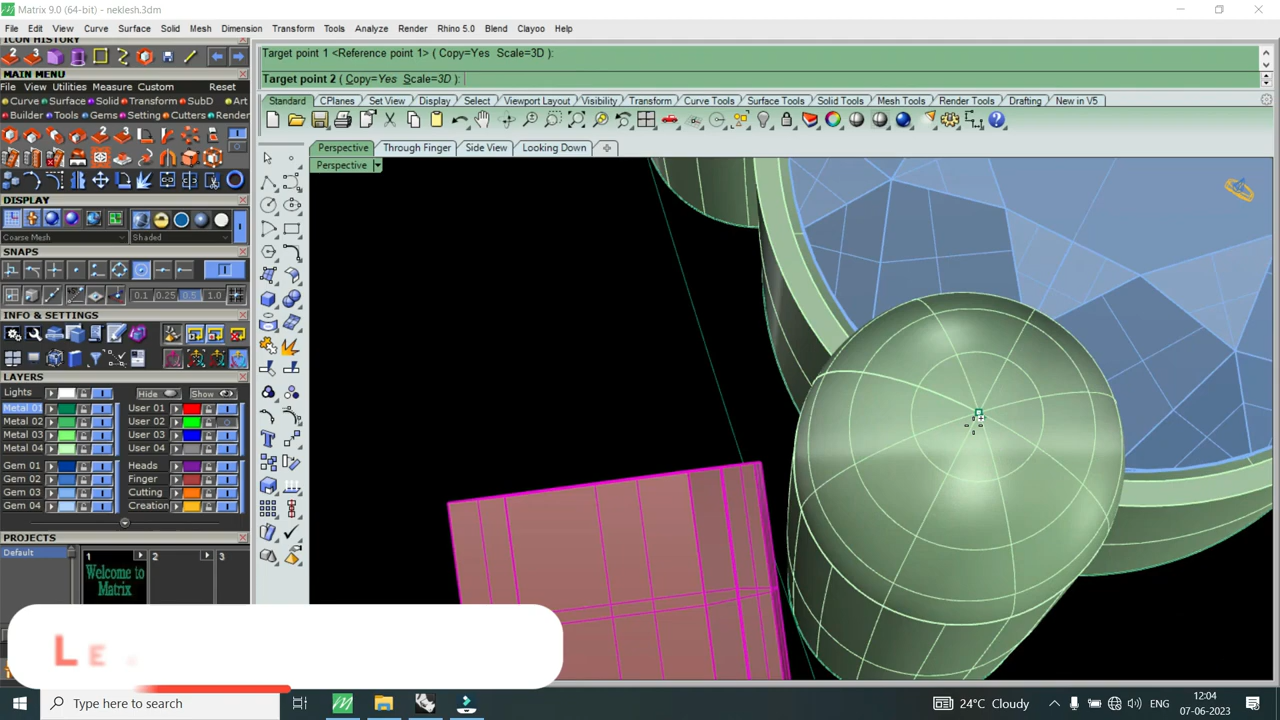 Matrix 9.0 (64-bit) - neklesh.3dm
File Edit View Curve Surface Solid Mesh Dimension Transform Tools Analyze Render Rhino 5.0 Blend Clayoo Help
ICON HISTORY
Target point 1 <Reference point 1> ( Copy=Yes Scale=3D ):
Target point 2 ( Copy=Yes Scale=3D ):
MAIN MENU
File View Utilities Measure Custom Reset
Curve Surface Solid Transform SubD Art
Builder Tools Gems Setting Cutters Render
Standard CPlanes Set View Display Select Viewport Layout Visibility Transform Curve Tools Surface Tools Solid Tools Mesh Tools Render Tools Drafting New in V5
Perspective Through Finger Side View Looking Down
Perspective
DISPLAY
Coarse Mesh Shaded
SNAPS
0.1 0.25 0.5 1.0
INFO & SETTINGS
LAYERS
Lights Hide Show
Metal 01 User 01
Metal 02 User 02
Metal 03 User 03
Metal 04 User 04
Gem 01 Heads
Gem 02 Finger
Gem 03 Cutting
Gem 04 Creation
PROJECTS
Default 1 2 3
Welcome to
Matrix
LE
Type here to search
24°C Cloudy
ENG
12:04
07-06-2023